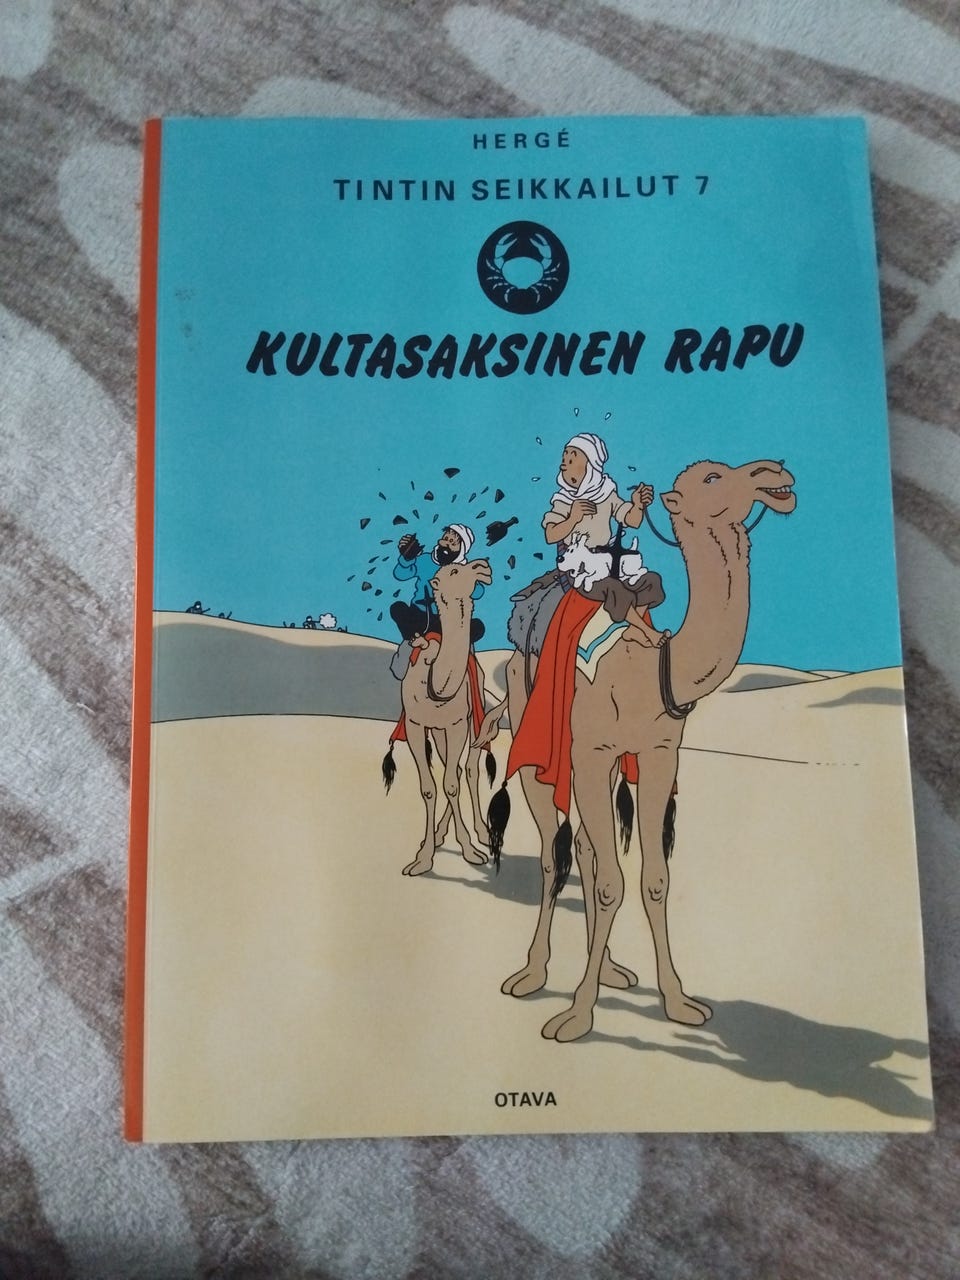 HERGÉ
TINTIN SEIKKAILUT 7
KULTASAKSINEN RAPU
OTAVA